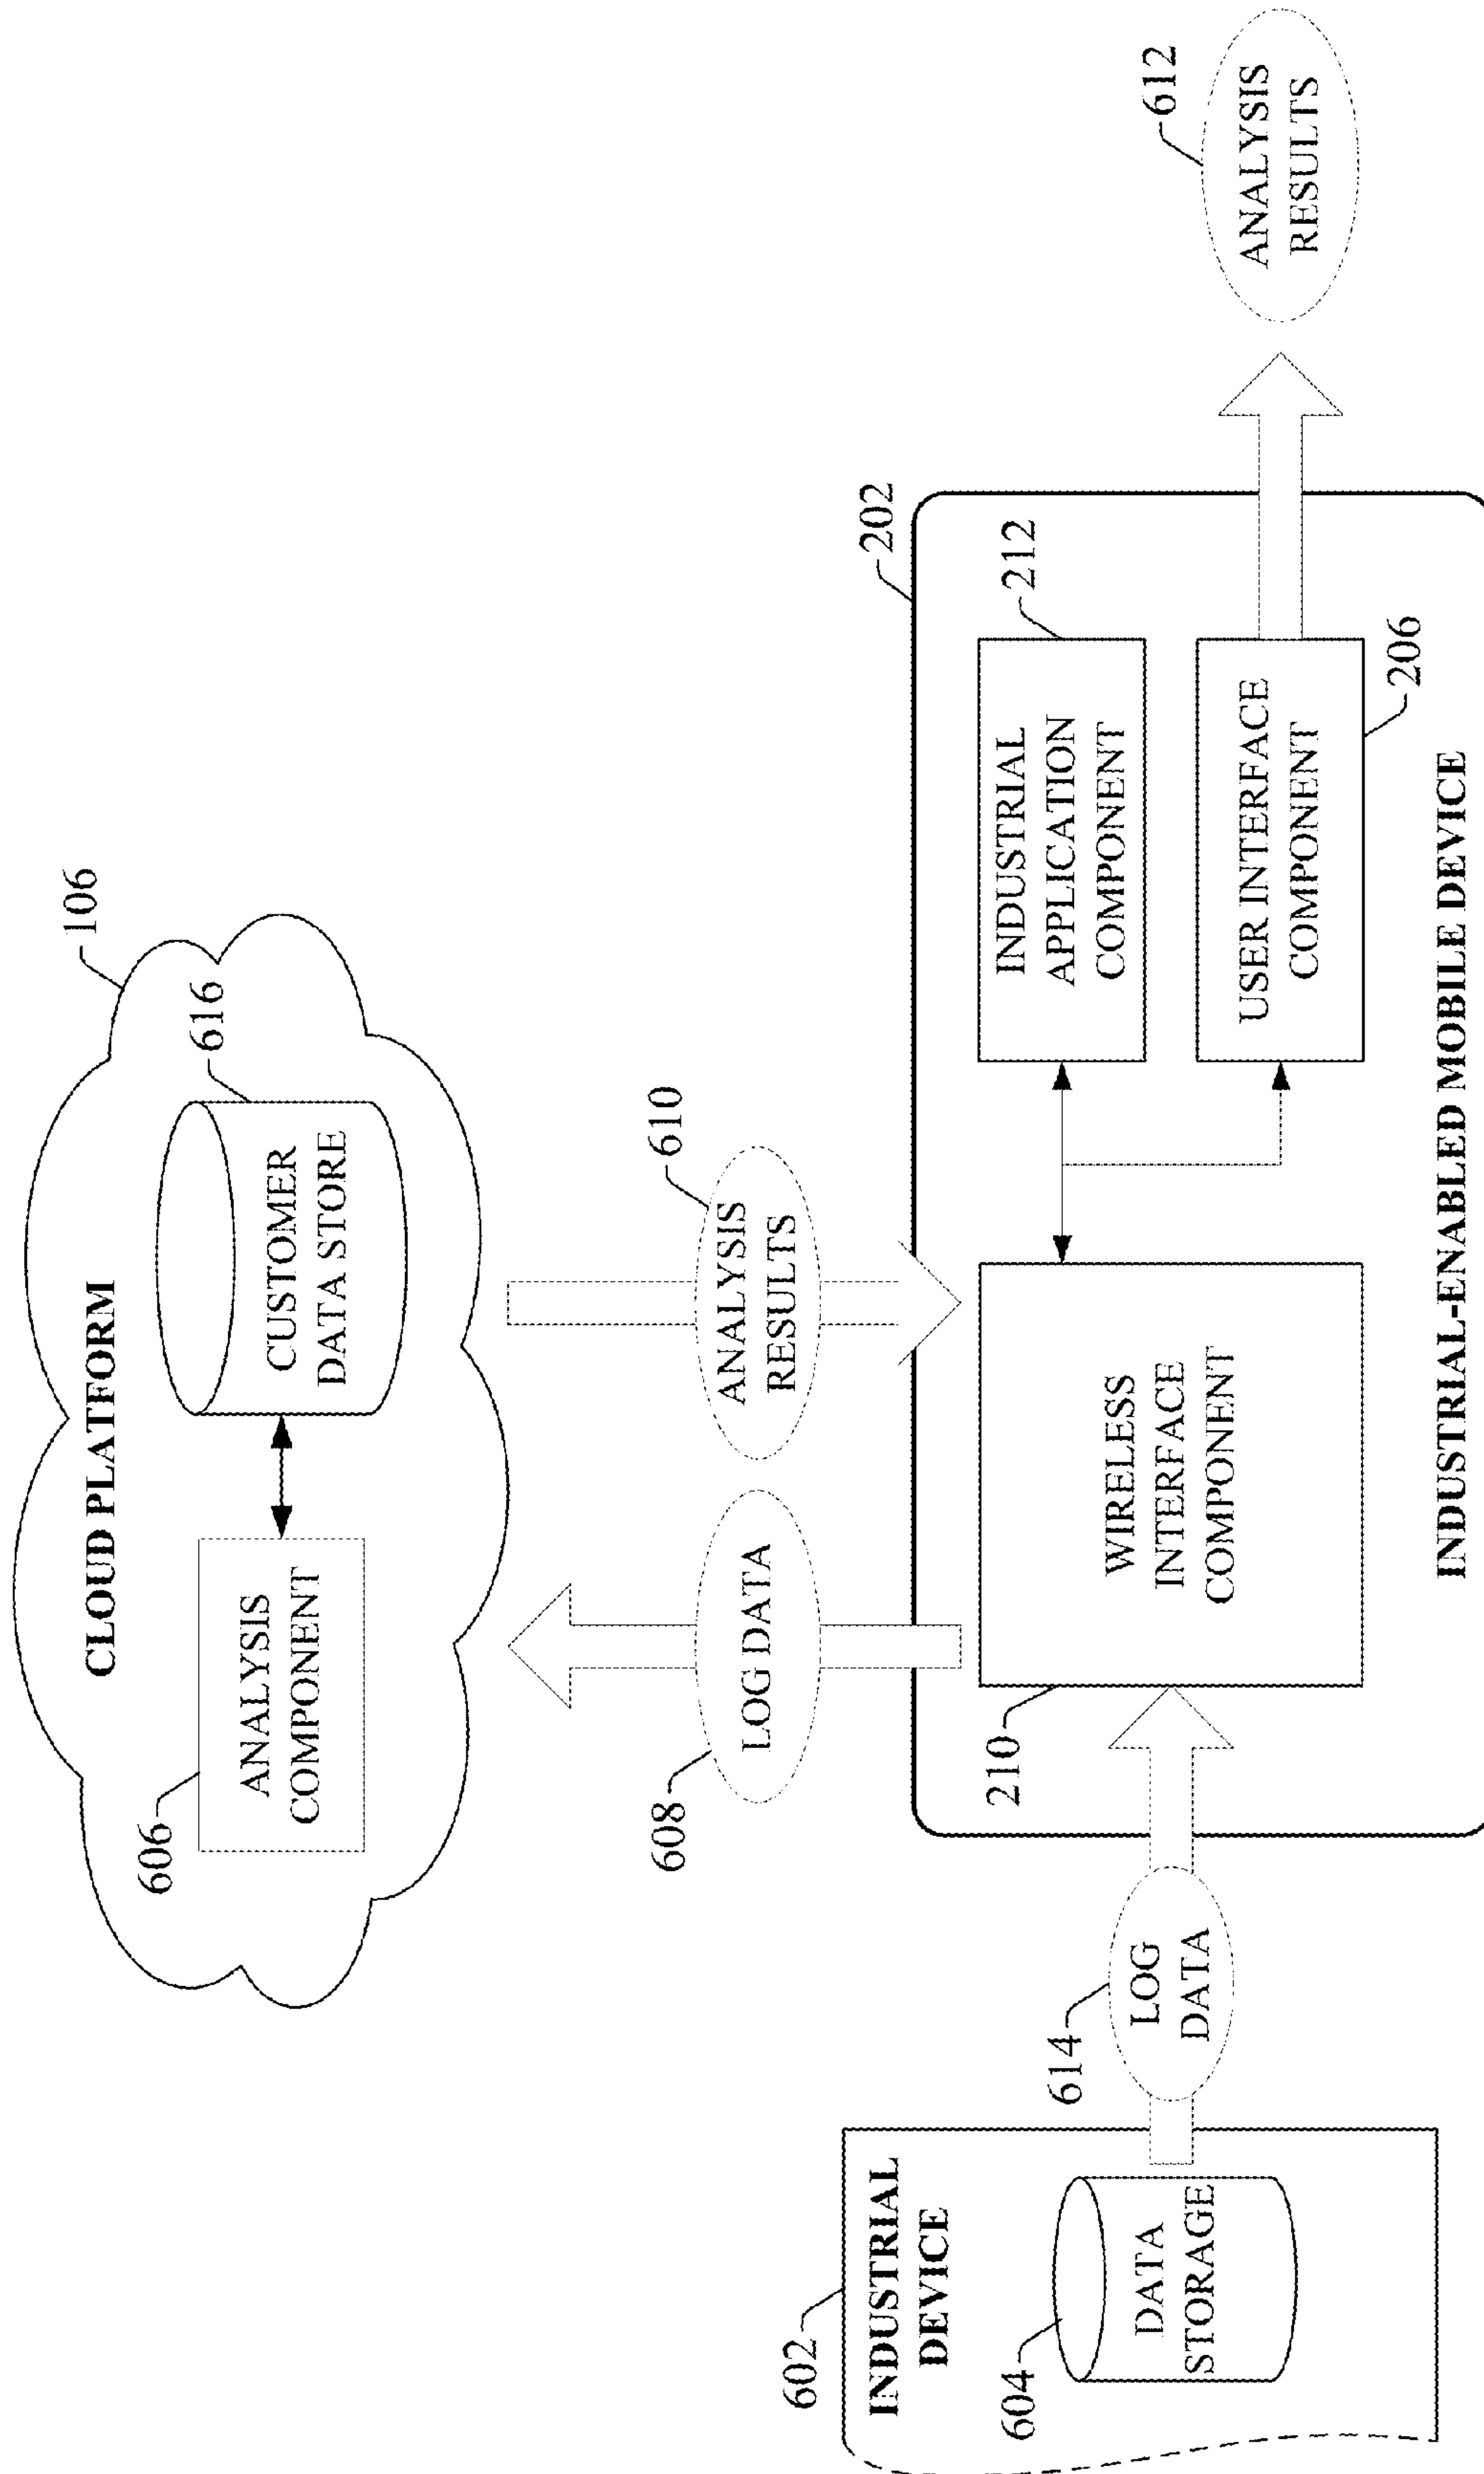 CLOUD PLATFORM
106
606
ANALYSIS
COMPONENT
616
CUSTOMER
DATA STORE
608
LOG DATA
610
ANALYSIS
RESULTS
602
INDUSTRIAL
DEVICE
604
DATA
STORAGE
614
LOG
DATA
202
210
WIRELESS
INTERFACE
COMPONENT
212
INDUSTRIAL
APPLICATION
COMPONENT
USER INTERFACE
COMPONENT
206
INDUSTRIAL-ENABLED MOBILE DEVICE
612
ANALYSIS
RESULTS